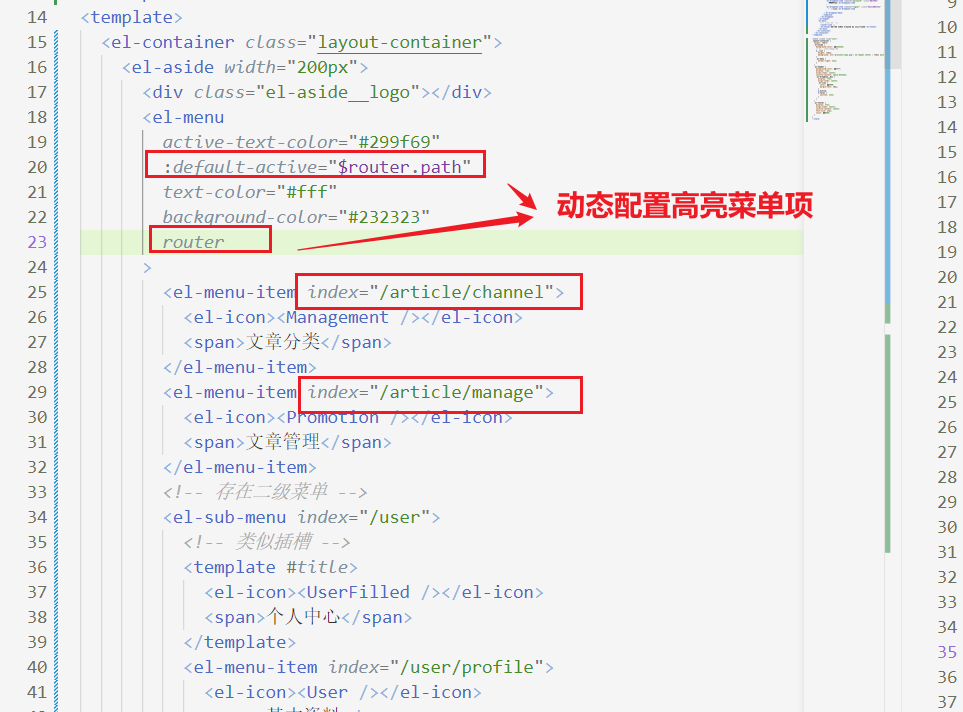 14 <template>
15 <el-container class="layout-container">
16 <el-aside width="200px">
17 <div class="el-aside__logo"></div>
18 <el-menu
19 active-text-color="#299f69"
20 :default-active="$router.path"
21 text-color="#fff"
22 background-color="#232323"
动态配置高亮菜单项
23 router
24 >
25 <el-menu-item index="/article/channel">
26 <el-icon><Management /></el-icon>
27 <span>文章分类</span>
28 </el-menu-item>
29 <el-menu-item index="/article/manage">
30 <el-icon><Promotion /></el-icon>
31 <span>文章管理</span>
32 </el-menu-item>
33 <!-- 存在二级菜单 -->
34 <el-sub-menu index="/user">
35 <!-- 类似插槽 -->
36 <template #title>
37 <el-icon><UserFilled /></el-icon>
38 <span>个人中心</span>
39 </template>
40 <el-menu-item index="/user/profile">
41 <el-icon><User /></el-icon>
9
10
11
12
13
14
15
16
17
18
19
20
21
22
23
24
25
26
27
28
29
30
31
32
33
34
35
36
37